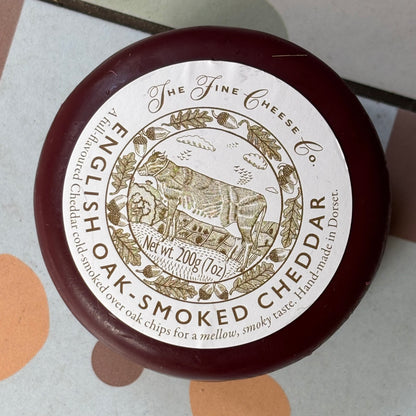 The Fine Cheese Co.
ENGLISH OAK-SMOKED CHEDDAR
A full-flavoured Cheddar cold-smoked over oak chips for a mellow, smoky taste. Hand-made in Dorset.
Net wt. 200g (7oz)